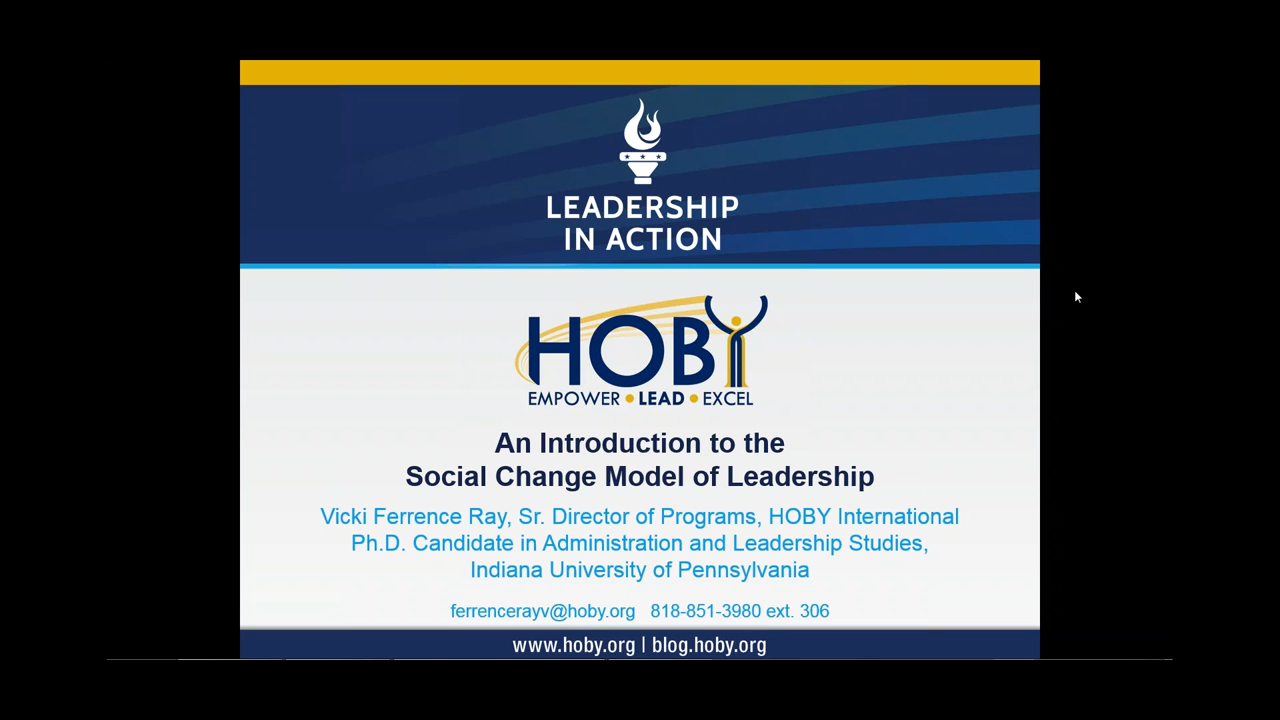 LEADERSHIP
IN ACTION
HOBY
EMPOWER • LEAD • EXCEL
An Introduction to the
Social Change Model of Leadership
Vicki Ferrence Ray, Sr. Director of Programs, HOBY International
Ph.D. Candidate in Administration and Leadership Studies,
Indiana University of Pennsylvania
ferrencerayv@hoby.org 818-851-3980 ext. 306
www.hoby.org | blog.hoby.org